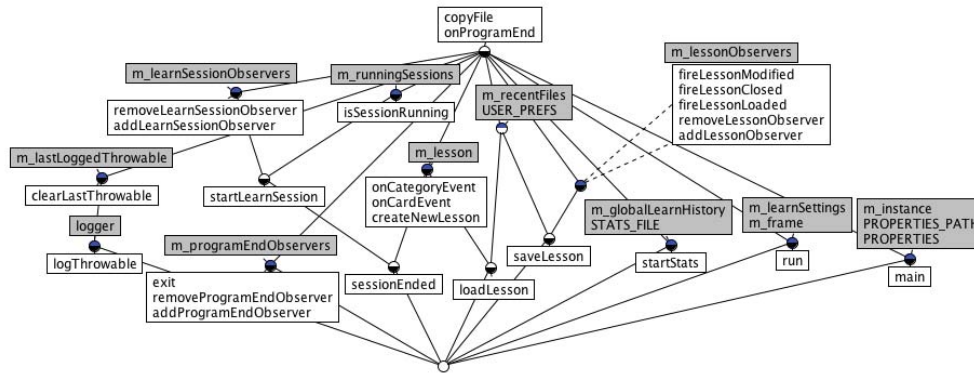 copyFile
onProgramEnd
m_learnSessionObservers
removeLearnSessionObserver
addLearnSessionObserver
m_runningSessions
isSessionRunning
m_recentFiles
USER_PREFS
m_lessonObservers
fireLessonModified
fireLessonClosed
fireLessonLoaded
removeLessonObserver
addLessonObserver
m_lastLoggedThrowable
clearLastThrowable
startLearnSession
m_lesson
onCategoryEvent
onCardEvent
createNewLesson
logger
logThrowable
m_programEndObservers
exit
removeProgramEndObserver
addProgramEndObserver
sessionEnded
loadLesson
saveLesson
m_globalLearnHistory
STATS_FILE
startStats
m_learnSettings
m_frame
run
m_instance
PROPERTIES_PATH
PROPERTIES
main